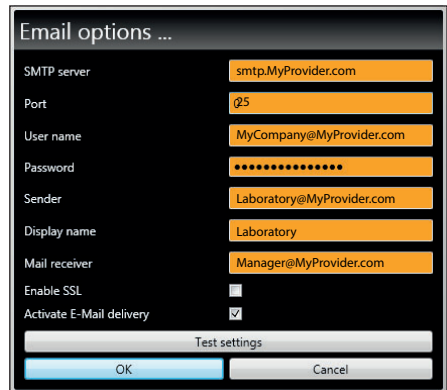 Email options ...
SMTP server smtp.MyProvider.com
Port 25
User name MyCompany@MyProvider.com
Password ●●●●●●●●●●●●●●●
Sender Laboratory@MyProvider.com
Display name Laboratory
Mail receiver Manager@MyProvider.com
Enable SSL
Activate E-Mail delivery
Test settings
OK Cancel